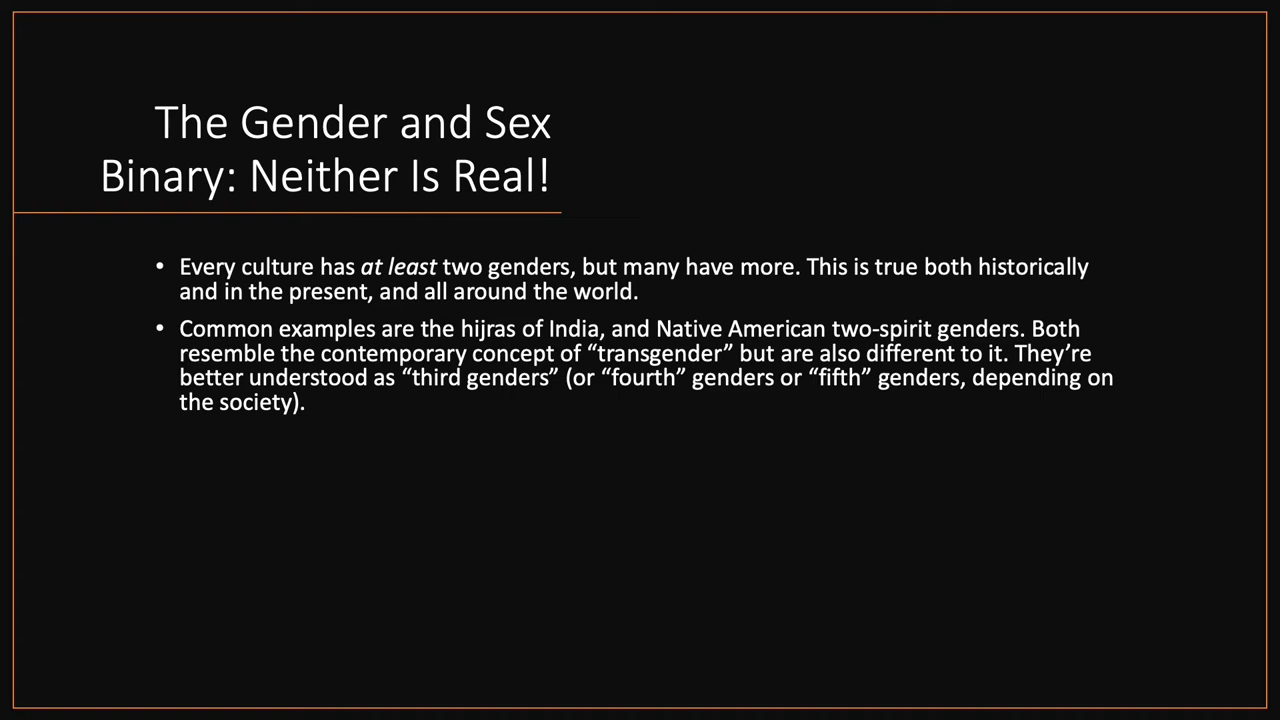 The Gender and Sex
Binary: Neither Is Real!
• Every culture has at least two genders, but many have more. This is true both historically
and in the present, and all around the world.
• Common examples are the hijras of India, and Native American two-spirit genders. Both
resemble the contemporary concept of “transgender” but are also different to it. They’re
better understood as “third genders” (or “fourth” genders or “fifth” genders, depending on
the society).